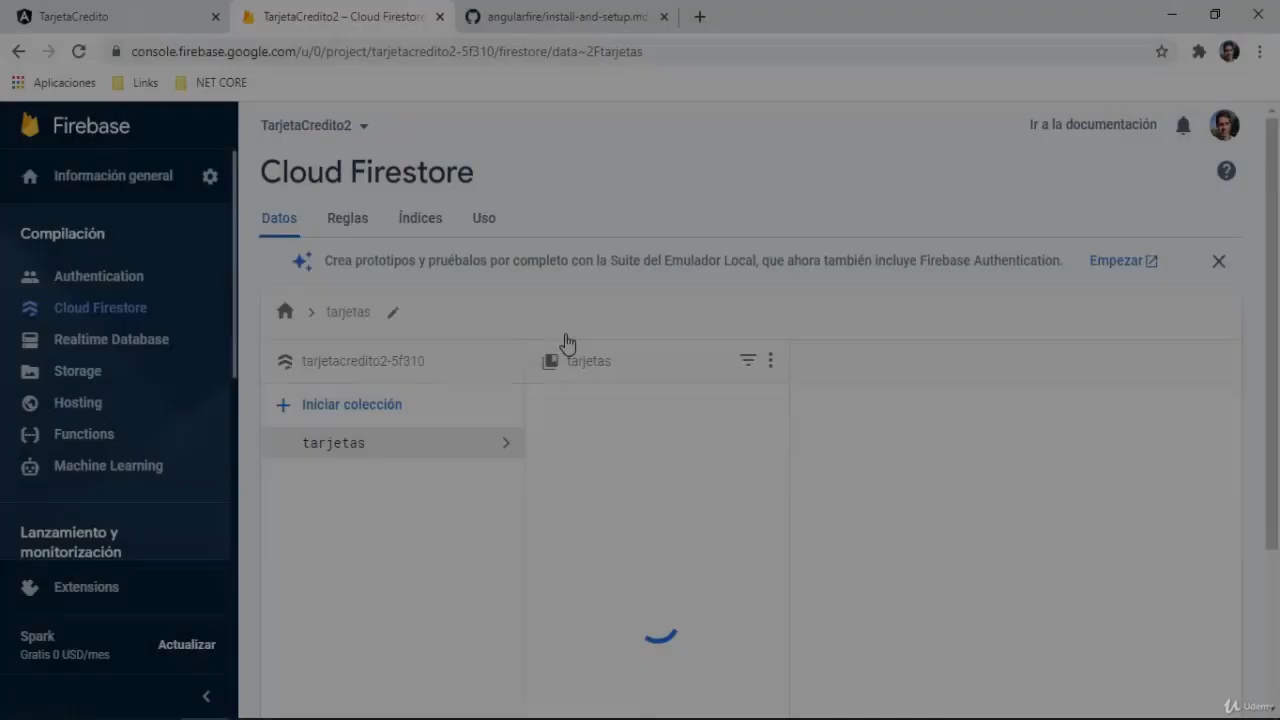 TarjetaCredito
TarjetaCredito2 – Cloud Firestore
angularfire/install-and-setup.md
console.firebase.google.com/u/0/project/tarjetacredito2-5f310/firestore/data~2Ftarjetas
Aplicaciones
Links
NET CORE
Firebase
TarjetaCredito2
Ir a la documentación
Información general
Cloud Firestore
Datos
Reglas
Índices
Uso
Compilación
Crea prototipos y pruébalos por completo con la Suite del Emulador Local, que ahora también incluye Firebase Authentication.
Empezar
Authentication
Cloud Firestore
Realtime Database
Storage
Hosting
Functions
Machine Learning
tarjetas
tarjetacredito2-5f310
tarjetas
Iniciar colección
tarjetas
Lanzamiento y
monitorización
Extensions
Spark
Gratis 0 USD/mes
Actualizar
Udemy